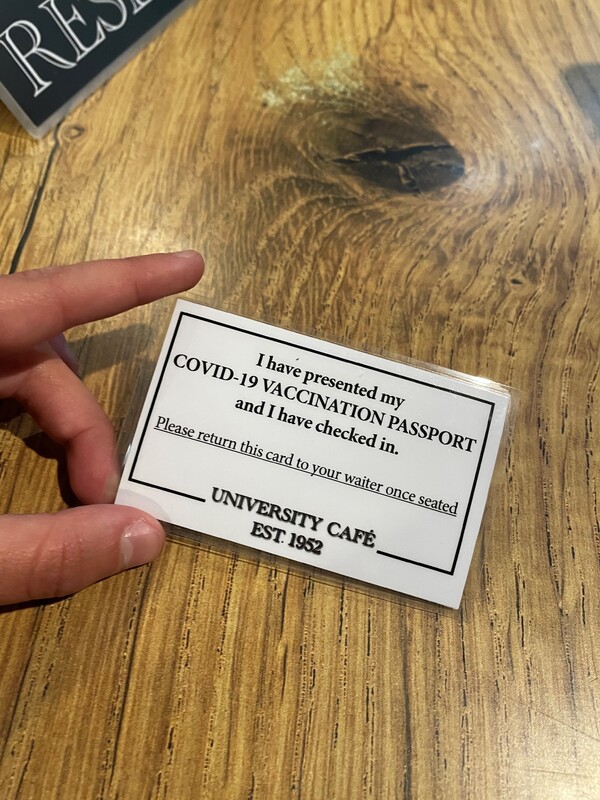 I have presented my
COVID-19 VACCINATION PASSPORT
and I have checked in.
Please return this card to your waiter once seated
UNIVERSITY CAFÉ
EST. 1952